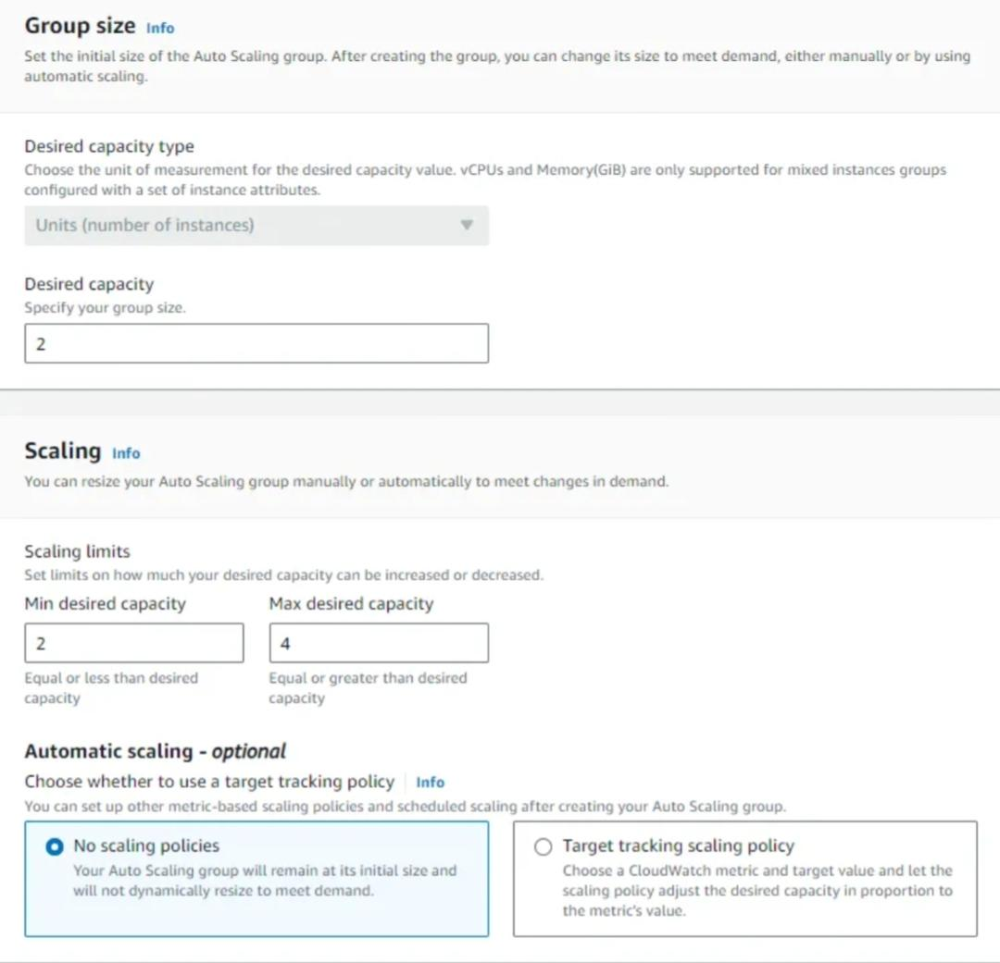 Group size Info
Set the initial size of the Auto Scaling group. After creating the group, you can change its size to meet demand, either manually or by using
automatic scaling.
Desired capacity type
Choose the unit of measurement for the desired capacity value. vCPUs and Memory(GiB) are only supported for mixed instances groups
configured with a set of instance attributes.
Units (number of instances)
Desired capacity
Specify your group size.
2
Scaling Info
You can resize your Auto Scaling group manually or automatically to meet changes in demand.
Scaling limits
Set limits on how much your desired capacity can be increased or decreased.
Min desired capacity Max desired capacity
2 4
Equal or less than desired Equal or greater than desired
capacity capacity
Automatic scaling - optional
Choose whether to use a target tracking policy Info
You can set up other metric-based scaling policies and scheduled scaling after creating your Auto Scaling group.
No scaling policies
Your Auto Scaling group will remain at its initial size and
will not dynamically resize to meet demand.
Target tracking scaling policy
Choose a CloudWatch metric and target value and let the
scaling policy adjust the desired capacity in proportion to
the metric's value.